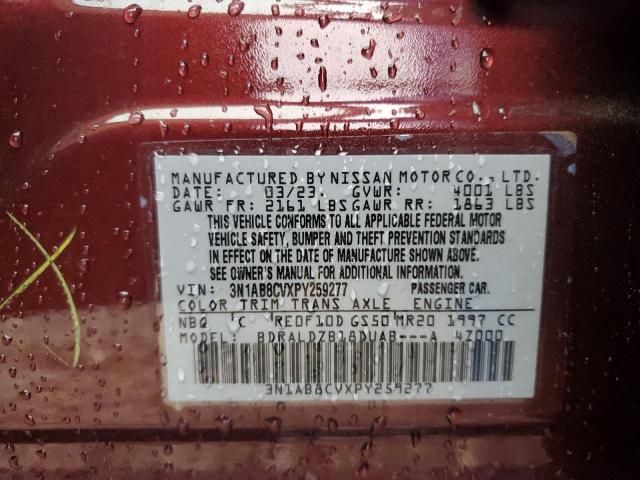 MANUFACTURED BY NISSAN MOTOR CO., LTD.
DATE: 03/23 GVWR: 4001 LBS
GAWR FR: 2161 LBS GAWR RR: 1863 LBS
THIS VEHICLE CONFORMS TO ALL APPLICABLE FEDERAL MOTOR
VEHICLE SAFETY, BUMPER AND THEFT PREVENTION STANDARDS
IN EFFECT ON THE DATE OF MANUFACTURE SHOWN ABOVE.
SEE OWNER'S MANUAL FOR ADDITIONAL INFORMATION.
VIN: 3N1AB8CVXPY259277 PASSENGER CAR.
COLOR TRIM TRANS AXLE ENGINE
NBQ C RE0F10D GS50 MR20 1997 CC
MODEL: BDRALDZB18DUAB---A 4Z000
3N1AB8CVXPY259277